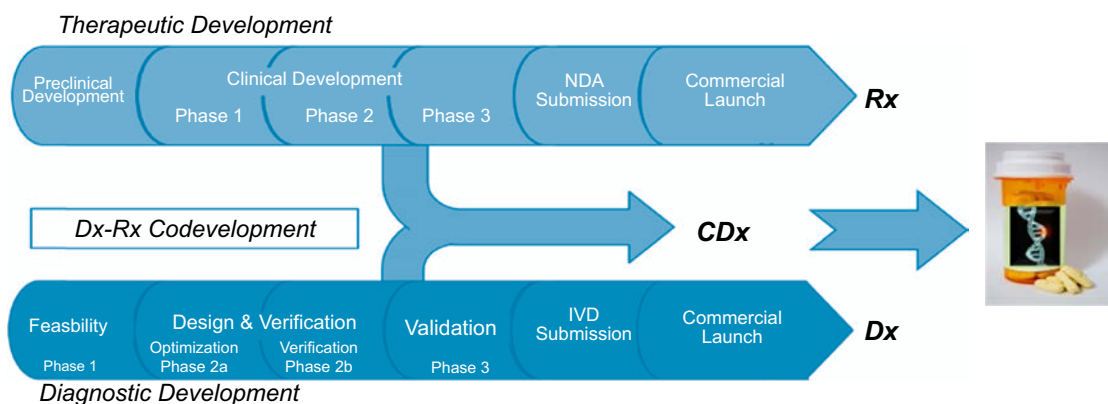 Therapeutic Development
Preclinical
Development
Clinical Development
Phase 1
Phase 2
Phase 3
NDA
Submission
Commercial
Launch
Rx
Dx-Rx Codevelopment
CDx
Feasbility
Phase 1
Design & Verification
Optimization
Phase 2a
Verification
Phase 2b
Validation
Phase 3
IVD
Submission
Commercial
Launch
Dx
Diagnostic Development